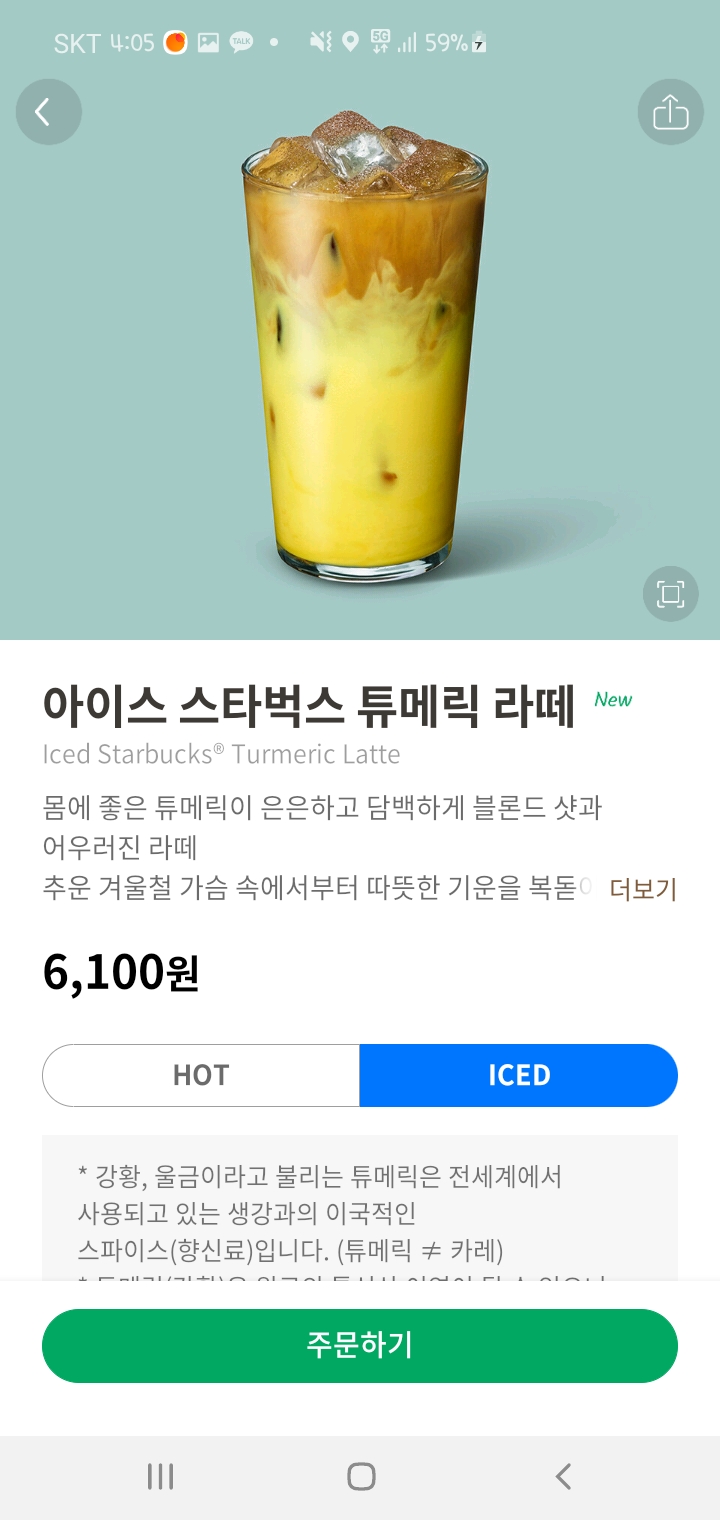 SKT 4:05 TALK 5G 59%
아이스 스타벅스 튜메릭 라떼 New
Iced Starbucks® Turmeric Latte
몸에 좋은 튜메릭이 은은하고 담백하게 블론드 샷과
어우러진 라떼
추운 겨울철 가슴 속에서부터 따뜻한 기운을 복돋 더보기
6,100원
HOT ICED
* 강황, 울금이라고 불리는 튜메릭은 전세계에서
사용되고 있는 생강과의 이국적인
스파이스(향신료)입니다. (튜메릭 ≠ 카레)
주문하기